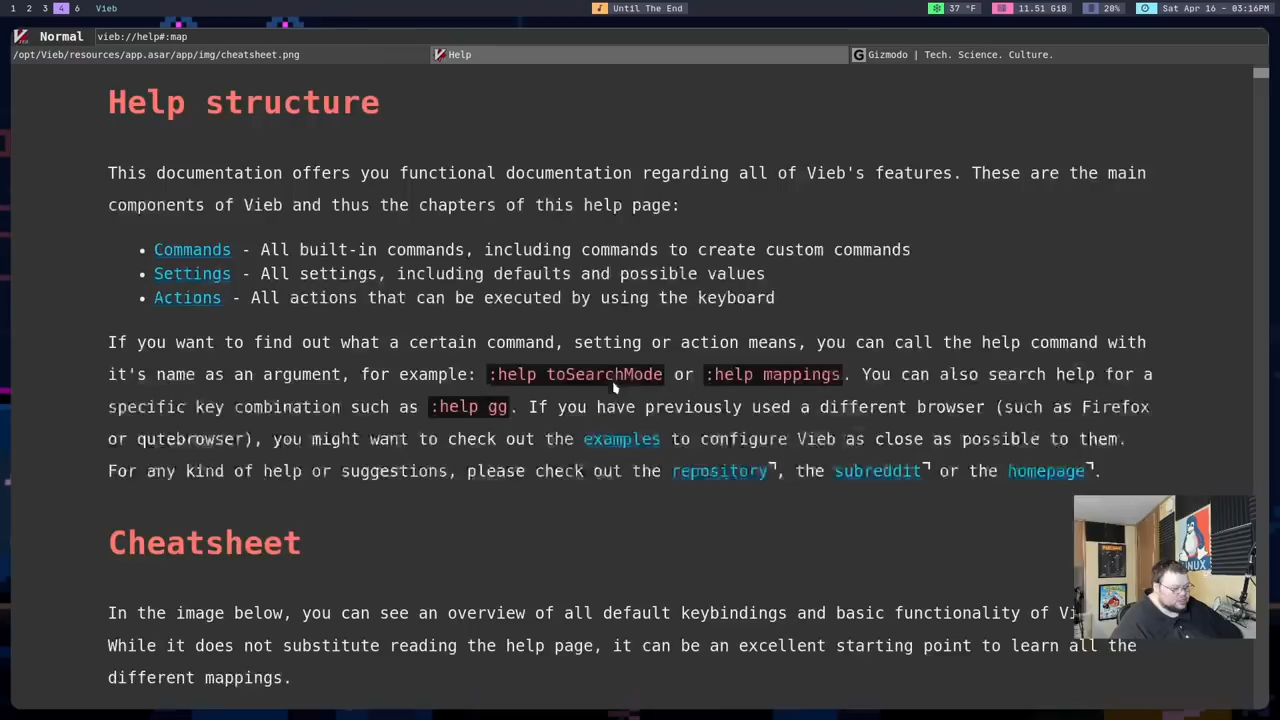 1 2 3 4 6 Vieb
Until The End
37 °F 11.51 GiB 20% Sat Apr 16 - 03:16PM
Normal vieb://help#:map
/opt/Vieb/resources/app.asar/app/img/cheatsheet.png Help Gizmodo | Tech. Science. Culture.
Help structure
This documentation offers you functional documentation regarding all of Vieb's features. These are the main
components of Vieb and thus the chapters of this help page:
• Commands - All built-in commands, including commands to create custom commands
• Settings - All settings, including defaults and possible values
• Actions - All actions that can be executed by using the keyboard
If you want to find out what a certain command, setting or action means, you can call the help command with
it's name as an argument, for example: :help toSearchMode or :help mappings. You can also search help for a
specific key combination such as :help gg. If you have previously used a different browser (such as Firefox
or qutebrowser), you might want to check out the examples to configure Vieb as close as possible to them.
For any kind of help or suggestions, please check out the repository, the subreddit or the homepage.
Cheatsheet
In the image below, you can see an overview of all default keybindings and basic functionality of
While it does not substitute reading the help page, it can be an excellent starting point to learn all the
different mappings.
LINUX